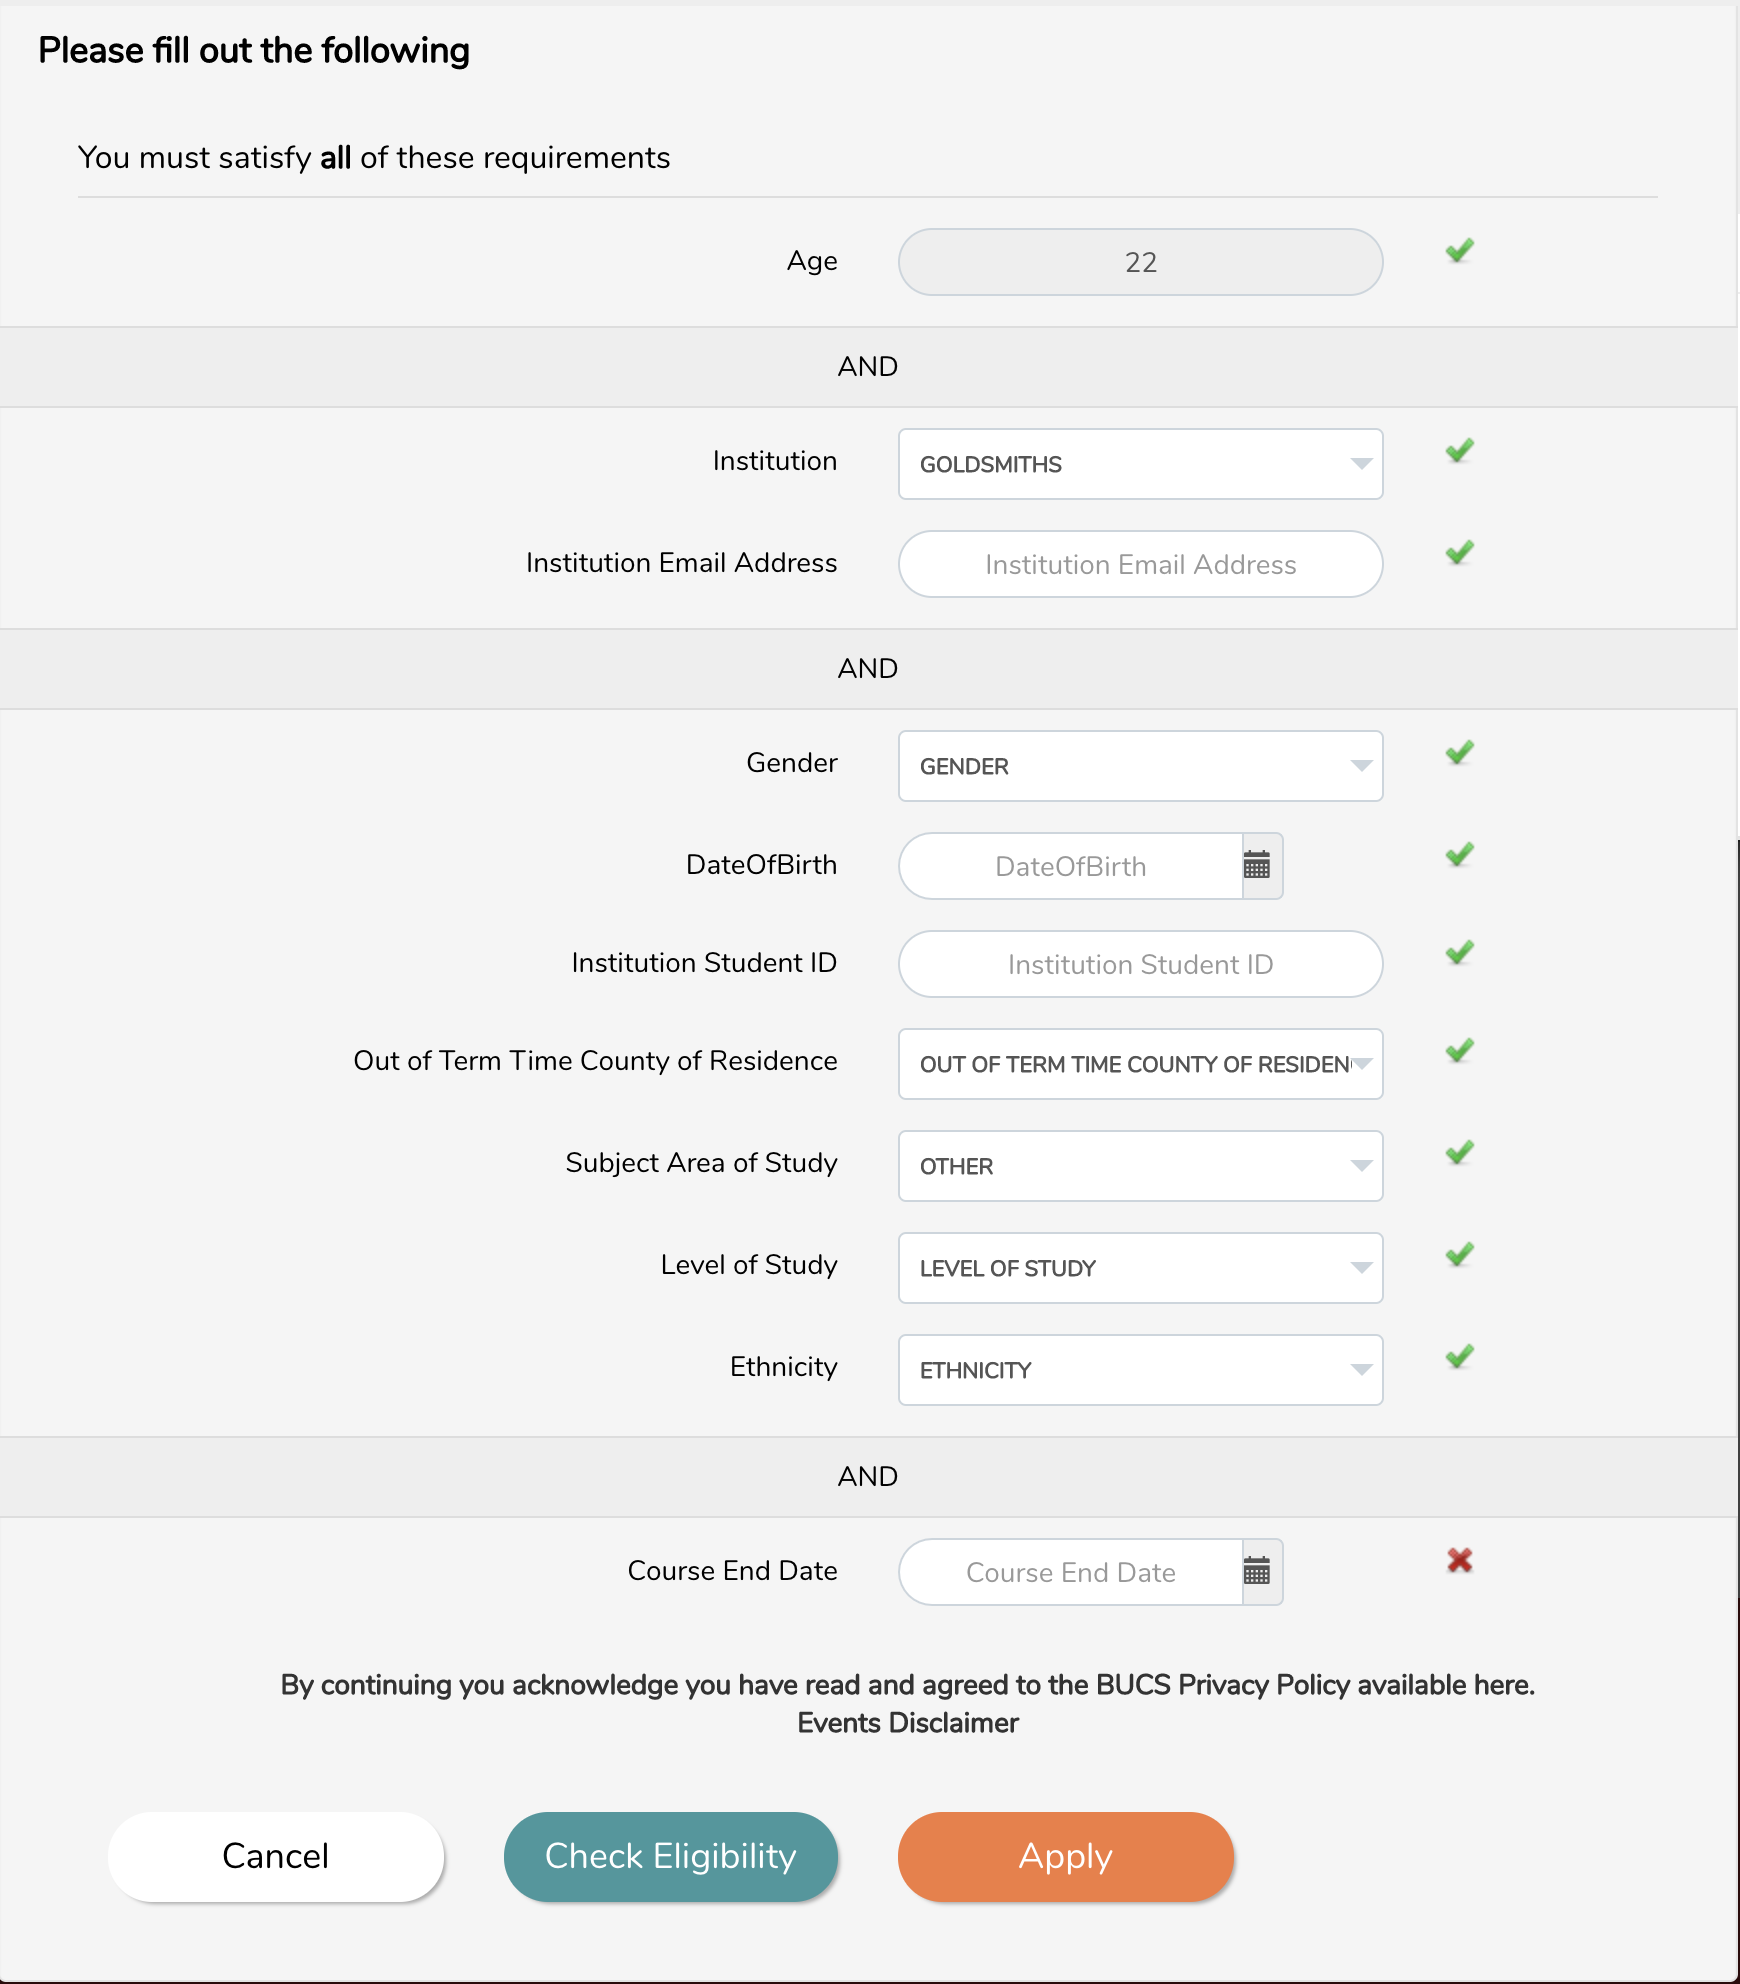 Please fill out the following
You must satisfy all of these requirements
Age
22
AND
Institution
GOLDSMITHS
Institution Email Address
Institution Email Address
AND
Gender
GENDER
DateOfBirth
DateOfBirth
Institution Student ID
Institution Student ID
Out of Term Time County of Residence
OUT OF TERM TIME COUNTY OF RESIDEN
Subject Area of Study
OTHER
Level of Study
LEVEL OF STUDY
Ethnicity
ETHNICITY
AND
Course End Date
Course End Date
By continuing you acknowledge you have read and agreed to the BUCS Privacy Policy available here.
Events Disclaimer
Cancel
Check Eligibility
Apply